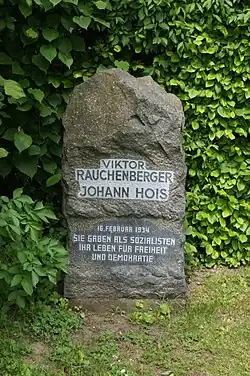 VIKTOR
RAUCHENBERGER
JOHANN HOIS
16. FEBRUAR 1934
SIE GABEN ALS SOZIALISTEN
IHR LEBEN FÜR FREIHEIT
UND DEMOKRATIE